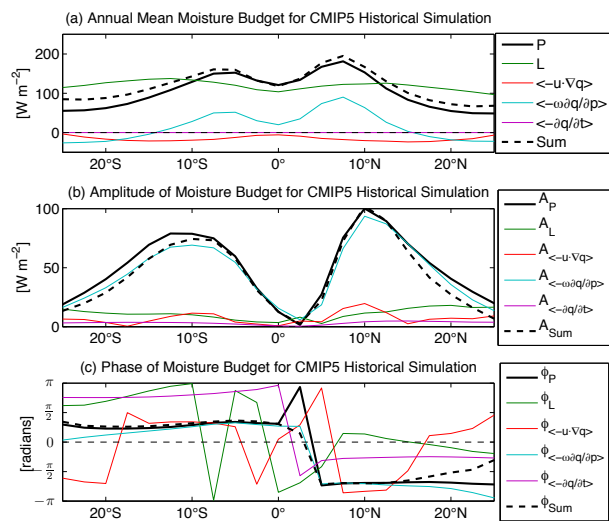 (a) Annual Mean Moisture Budget for CMIP5 Historical Simulation
[W m⁻²]
200
100
0
20°S 10°S 0° 10°N 20°N
P
L
<-u·∇q>
<-ω∂q/∂p>
<-∂q/∂t>
Sum
(b) Amplitude of Moisture Budget for CMIP5 Historical Simulation
[W m⁻²]
100
50
0
20°S 10°S 0° 10°N 20°N
A_P
A_L
A_<-u·∇q>
A_<-ω∂q/∂p>
A_<-∂q/∂t>
A_Sum
(c) Phase of Moisture Budget for CMIP5 Historical Simulation
[radians]
π
π/2
0
-π/2
-π
20°S 10°S 0° 10°N 20°N
ϕ_P
ϕ_L
ϕ_<-u·∇q>
ϕ_<-ω∂q/∂p>
ϕ_<-∂q/∂t>
ϕ_Sum